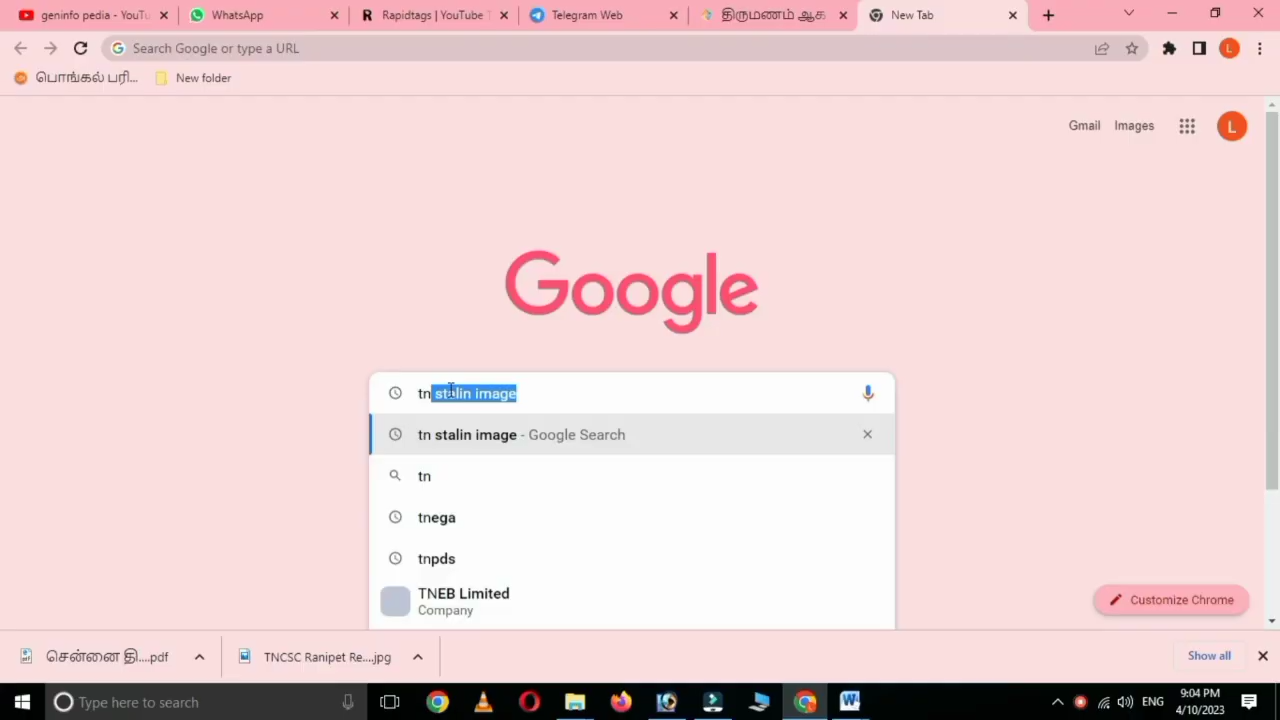 geninfo pedia - YouTu
WhatsApp
Rapidtags | YouTube T
Telegram Web
திருமணம் ஆக
New Tab
Search Google or type a URL
பொங்கல் பரி...
New folder
Gmail
Images
L
Google
tn stalin image
tn stalin image - Google Search
tn
tnega
tnpds
TNEB Limited
Company
Customize Chrome
சென்னை தி....pdf
TNCSC Ranipet Re....jpg
Show all
Type here to search
ENG
9:04 PM
4/10/2023